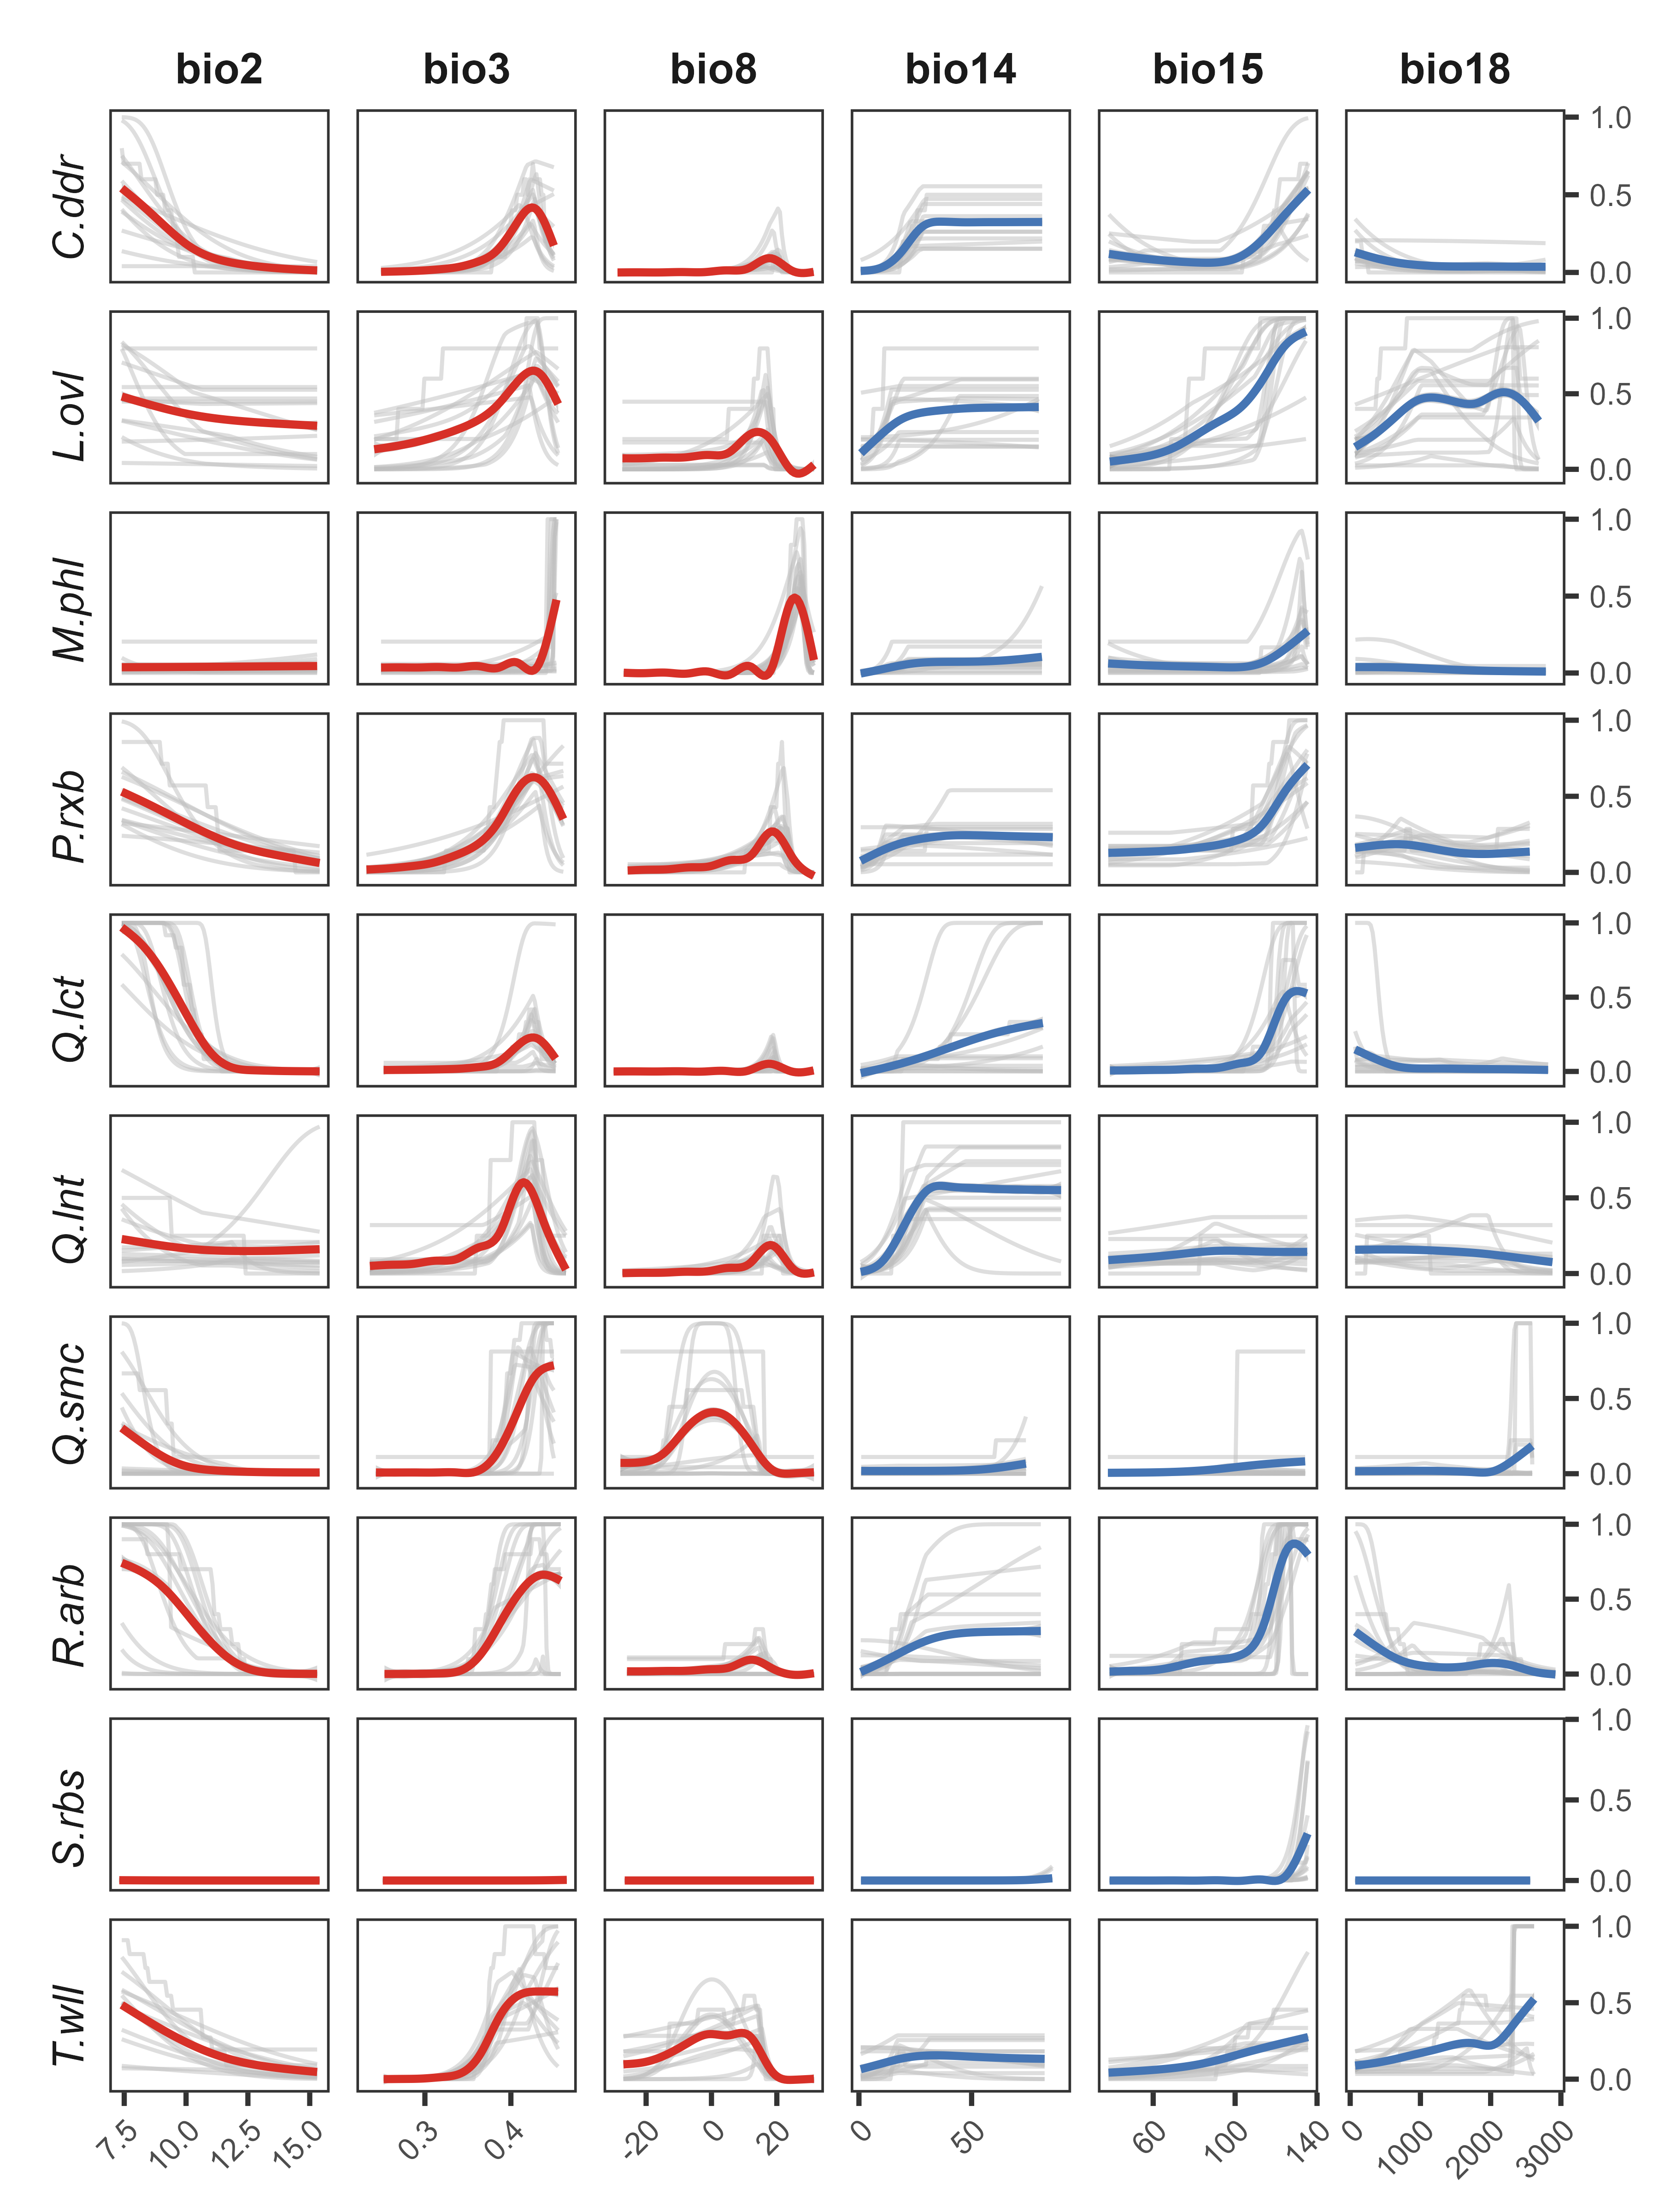 bio2 bio3 bio8 bio14 bio15 bio18
C.ddr 1.0 0.5 0.0
L.ovl 1.0 0.5 0.0
M.phl 1.0 0.5 0.0
P.rxb 1.0 0.5 0.0
Q.lct 1.0 0.5 0.0
Q.lnt 1.0 0.5 0.0
Q.smc 1.0 0.5 0.0
R.arb 1.0 0.5 0.0
S.rbs 1.0 0.5 0.0
T.wll 1.0 0.5 0.0
7.5 10.0 12.5 15.0 0.3 0.4 -20 0 20 0 50 60 100 140 0 1000 2000 3000